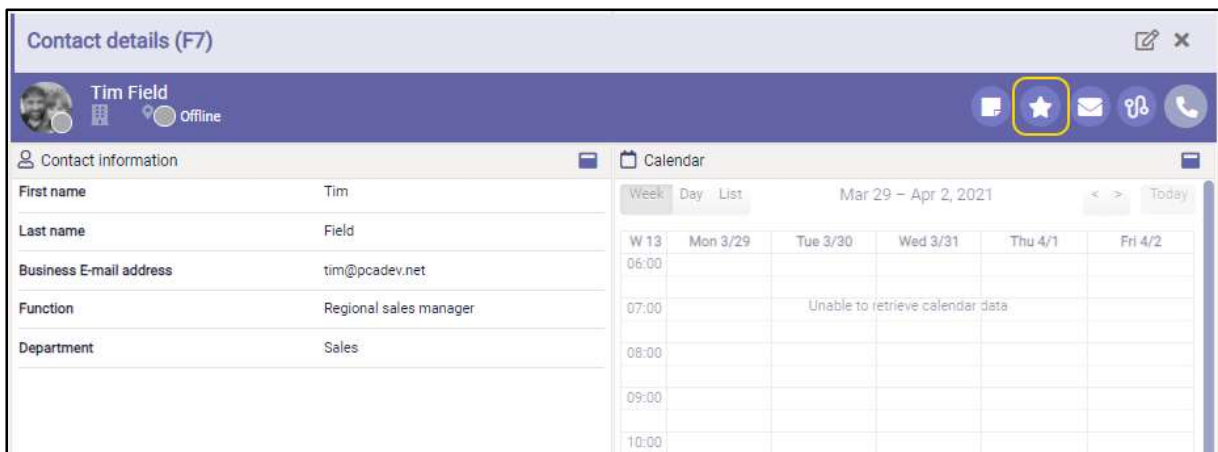 Contact details (F7)
Tim Field
Offline
Contact information
First name Tim
Last name Field
Business E-mail address tim@pcadev.net
Function Regional sales manager
Department Sales
Calendar
Week Day List Mar 29 – Apr 2, 2021 < > Today
W 13 Mon 3/29 Tue 3/30 Wed 3/31 Thu 4/1 Fri 4/2
06:00
07:00 Unable to retrieve calendar data
08:00
09:00
10:00